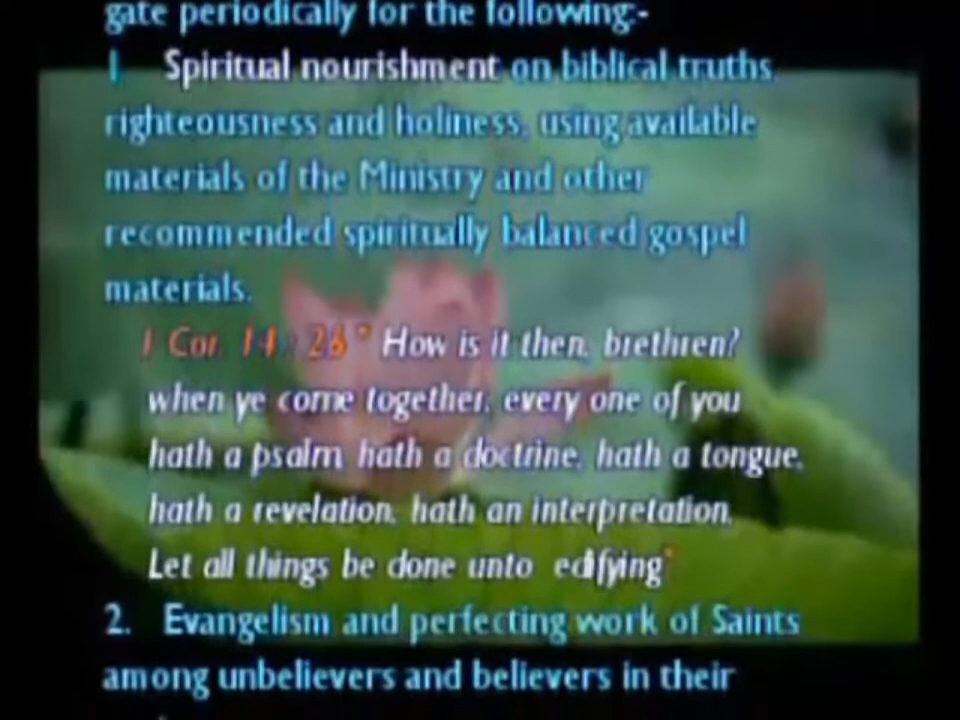 gate periodically for the following:-
1. Spiritual nourishment on biblical truths,
righteousness and holiness, using available
materials of the Ministry and other
recommended spiritually balanced gospel
materials.
1 Cor. 14 : 26 " How is it then, brethren?
when ye come together, every one of you
hath a psalm, hath a doctrine, hath a tongue,
hath a revelation, hath an interpretation.
Let all things be done unto edifying"
2. Evangelism and perfecting work of Saints
among unbelievers and believers in their